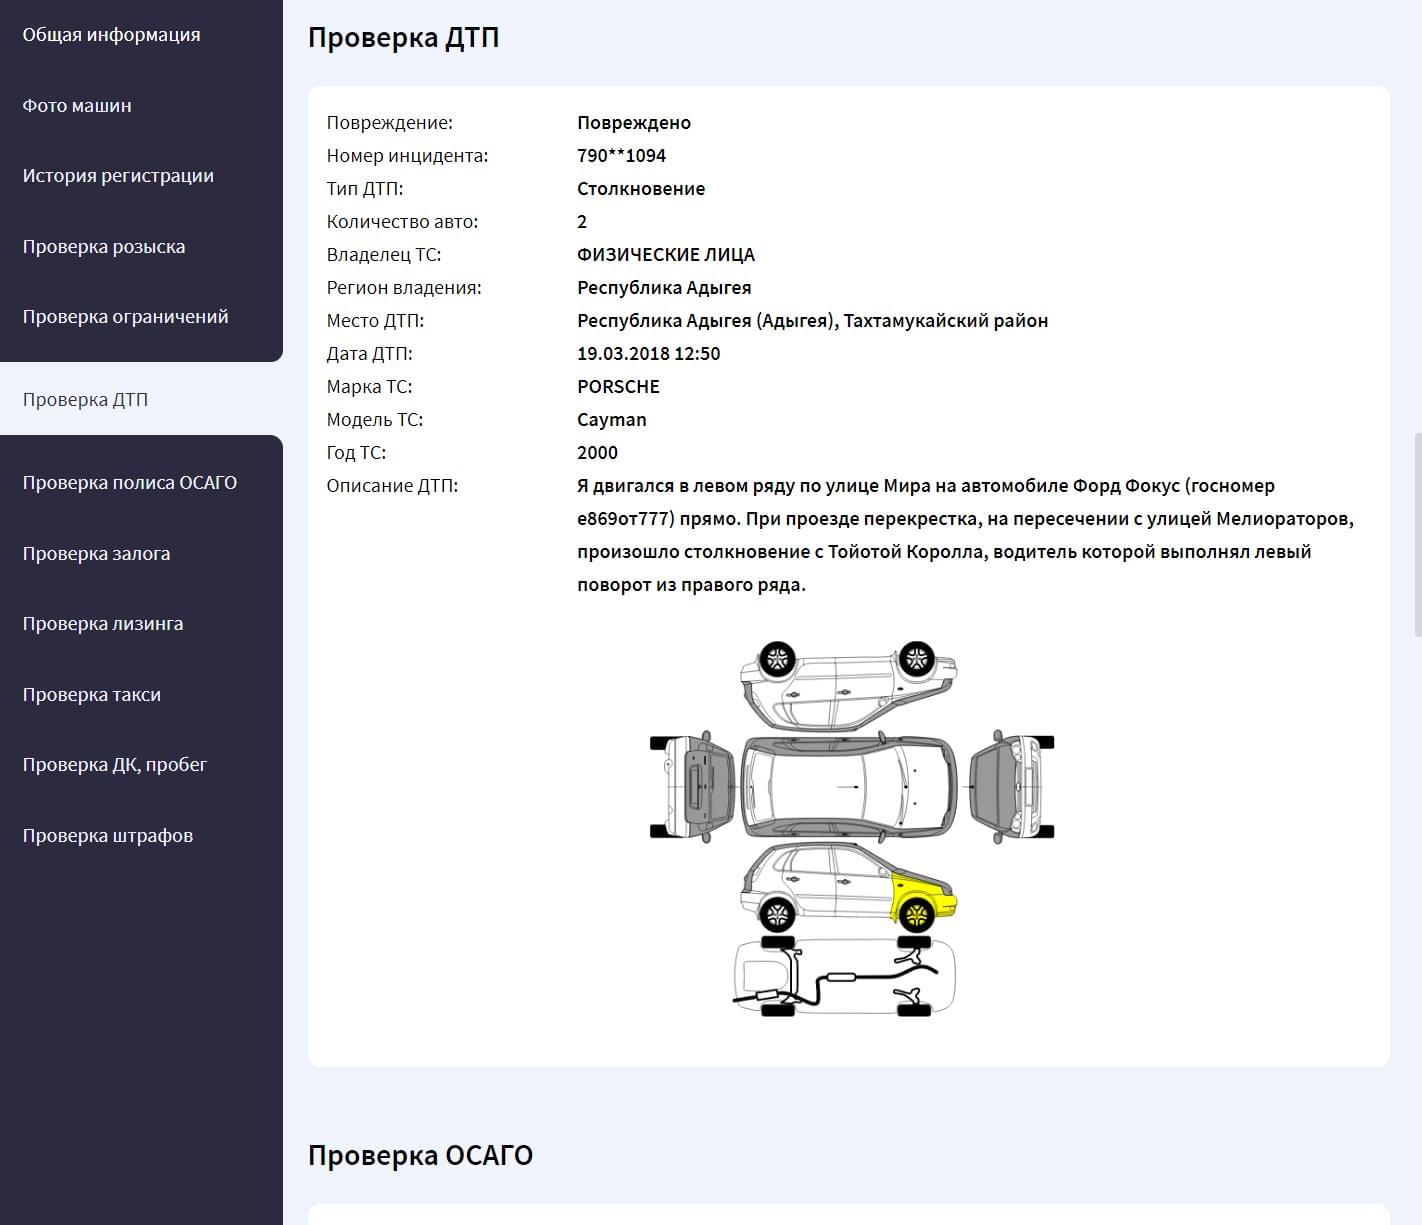 Общая информация
Фото машин
История регистрации
Проверка розыска
Проверка ограничений
Проверка ДТП
Проверка полиса ОСАГО
Проверка залога
Проверка лизинга
Проверка такси
Проверка ДК, пробег
Проверка штрафов
Проверка ДТП
Повреждение: Повреждено
Номер инцидента: 790**1094
Тип ДТП: Столкновение
Количество авто: 2
Владелец ТС: ФИЗИЧЕСКИЕ ЛИЦА
Регион владения: Республика Адыгея
Место ДТП: Республика Адыгея (Адыгея), Тахтамукайский район
Дата ДТП: 19.03.2018 12:50
Марка ТС: PORSCHE
Модель ТС: Cayman
Год ТС: 2000
Описание ДТП: Я двигался в левом ряду по улице Мира на автомобиле Форд Фокус (госномер
е869от777) прямо. При проезде перекрестка, на пересечении с улицей Мелиораторов,
произошло столкновение с Тойотой Королла, водитель которой выполнял левый
поворот из правого ряда.
Проверка ОСАГО